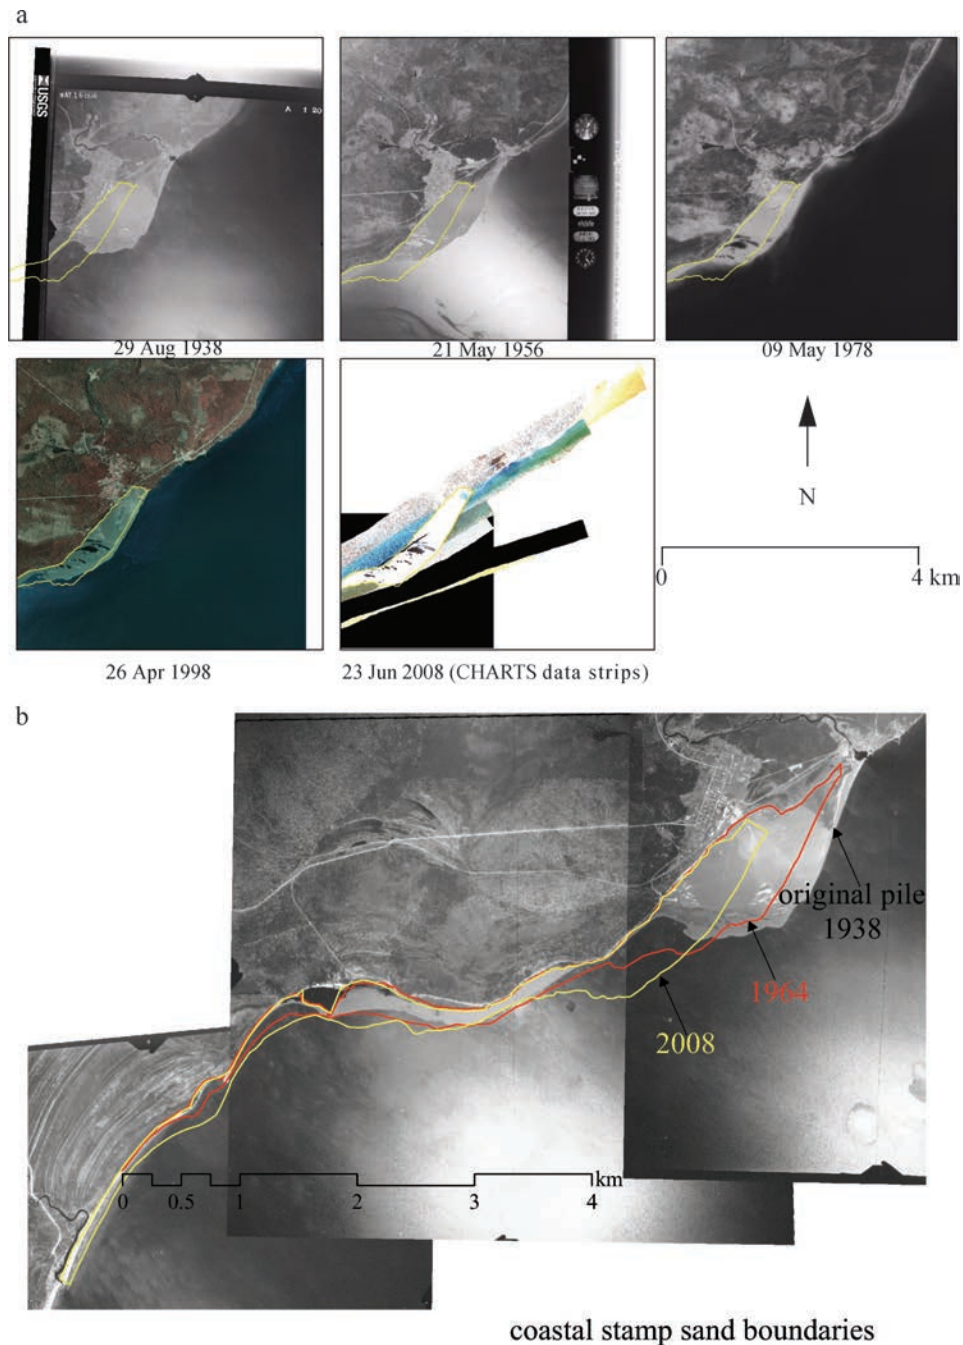 a
USGS
A 1 20
29 Aug 1938
21 May 1956
09 May 1978
26 Apr 1998
23 Jun 2008 (CHARTS data strips)
N
0 4 km
b
original pile
1938
1964
2008
km
0 0.5 1 2 3 4
coastal stamp sand boundaries